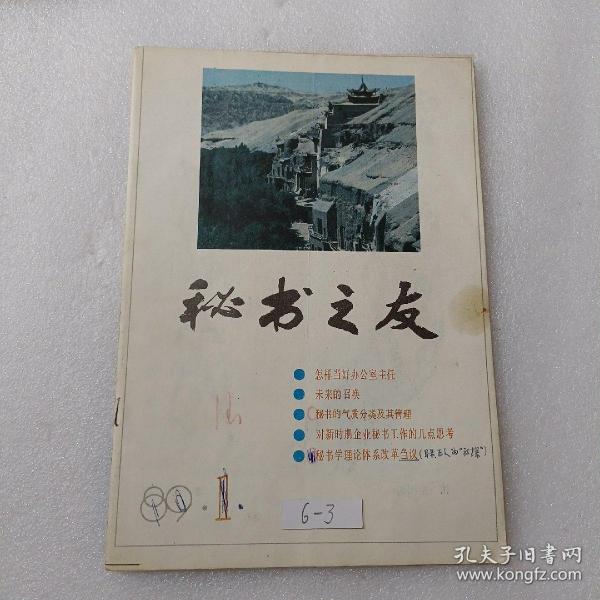 秘书之友
怎样当好办公室主任
未来的召唤
秘书的气质分类及其管理
对新时期企业秘书工作的几点思考
秘书学理论体系改革刍议
89.1.
6-3
孔夫子旧书网
www.kongfz.com